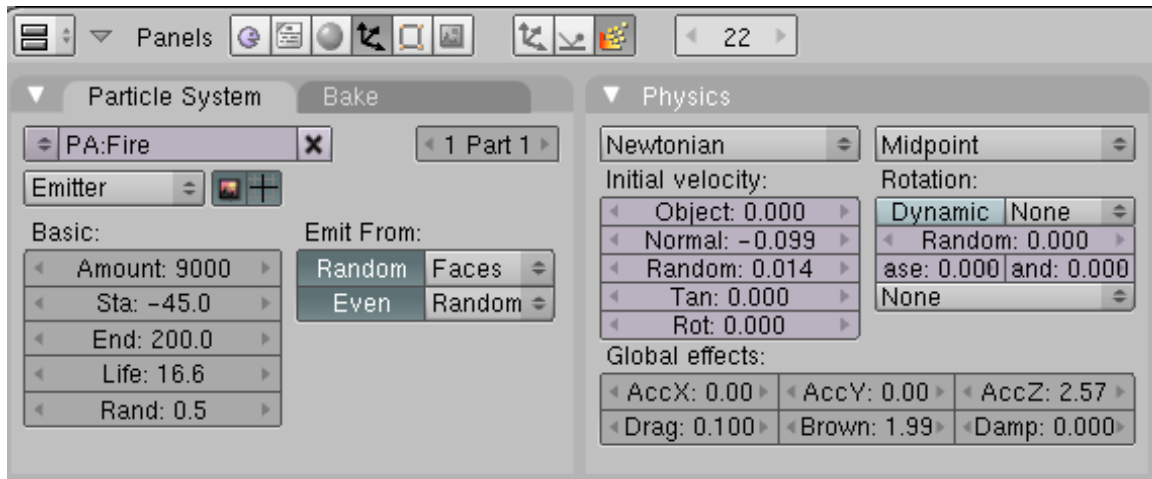 Panels 22
Particle System Bake
PA:Fire 1 Part 1
Emitter
Basic: Emit From:
Amount: 9000 Random Faces
Sta: -45.0 Even Random
End: 200.0
Life: 16.6
Rand: 0.5
Physics
Newtonian Midpoint
Initial velocity: Rotation:
Object: 0.000 Dynamic None
Normal: -0.099 Random: 0.000
Random: 0.014 ase: 0.000 and: 0.000
Tan: 0.000 None
Rot: 0.000
Global effects:
AccX: 0.00 AccY: 0.00 AccZ: 2.57
Drag: 0.100 Brown: 1.99 Damp: 0.000